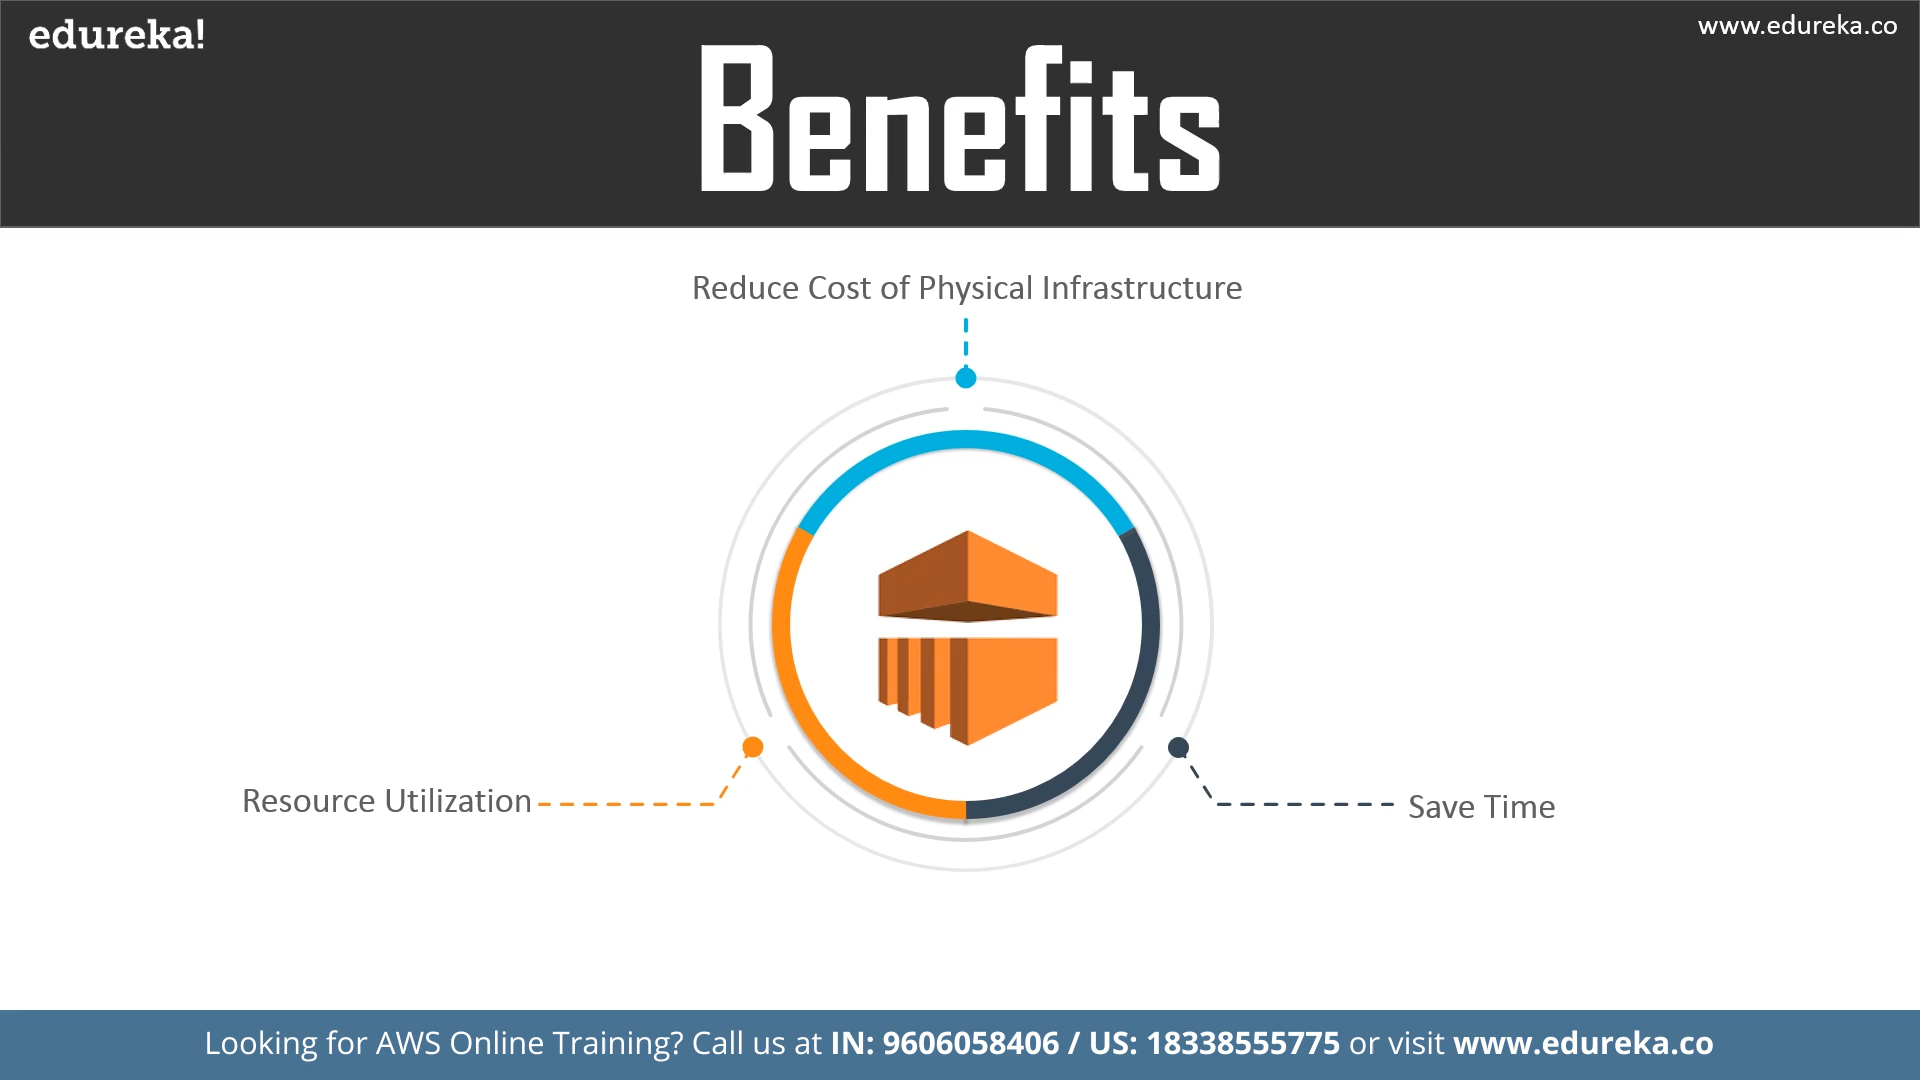 edureka!
www.edureka.co
Benefits
Reduce Cost of Physical Infrastructure
Resource Utilization
Save Time
Looking for AWS Online Training? Call us at IN: 9606058406 / US: 18338555775 or visit www.edureka.co